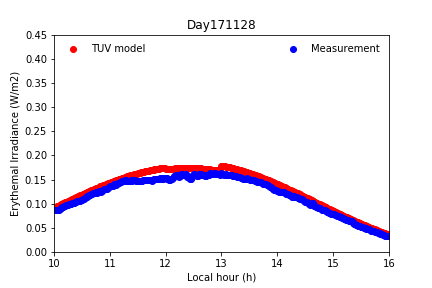 Day171128
TUV model
Measurement
Erythemal Irradiance (W/m2)
0.45
0.40
0.35
0.30
0.25
0.20
0.15
0.10
0.05
0.00
10 11 12 13 14 15 16
Local hour (h)